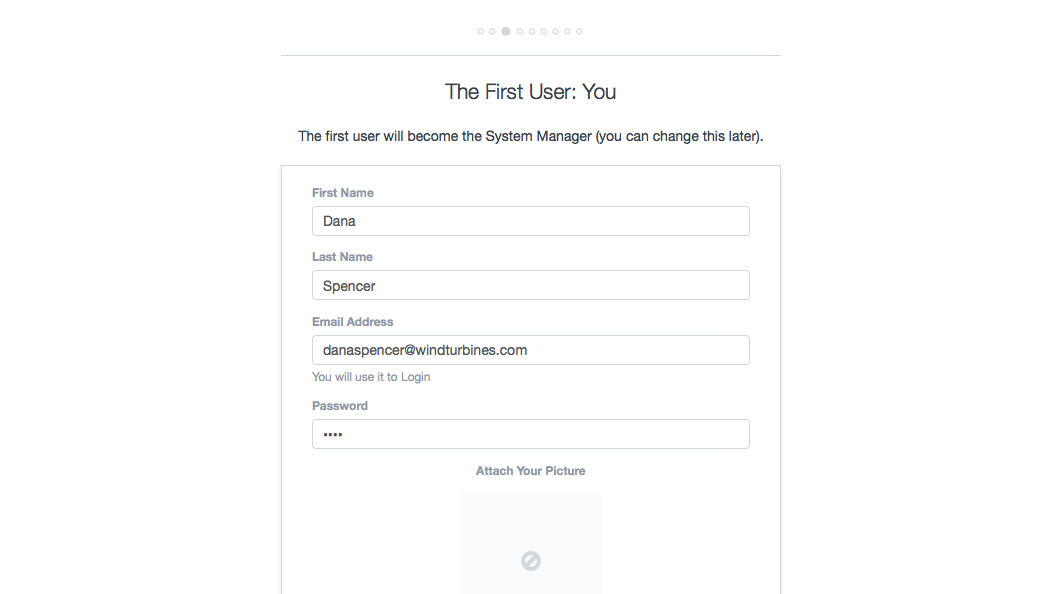 The First User: You
The first user will become the System Manager (you can change this later).
First Name
Dana
Last Name
Spencer
Email Address
danaspencer@windturbines.com
You will use it to Login
Password
••••
Attach Your Picture